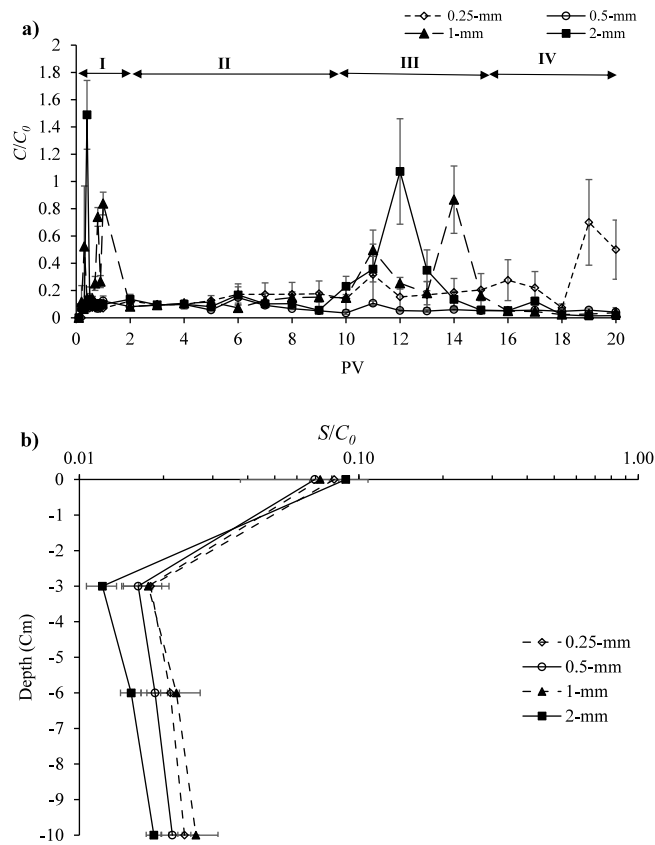 0.25-mm 0.5-mm
1-mm 2-mm
a)
I II III IV
2
1.8
1.6
1.4
1.2
1
0.8
0.6
0.4
0.2
0
C/C0
0 2 4 6 8 10 12 14 16 18 20
PV
b)
S/C0
0.01 0.10 1.00
0
-1
-2
-3
-4
-5
-6
-7
-8
-9
-10
Depth (Cm)
0.25-mm
0.5-mm
1-mm
2-mm